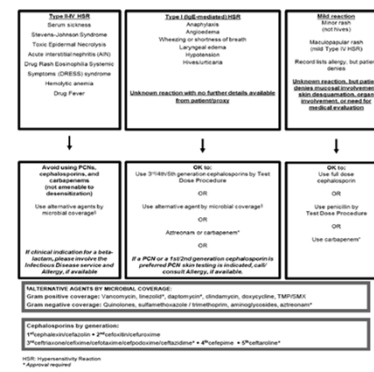 Type II-IV HSR
Serum sickness
Stevens-Johnson Syndrome
Toxic Epidermal Necrolysis
Acute interstitial nephritis (AIN)
Drug Rash Eosinophilia Systemic
Symptoms (DRESS) syndrome
Hemolytic anemia
Drug Fever
Type I (IgE-mediated) HSR
Anaphylaxis
Angioedema
Wheezing or shortness of breath
Laryngeal edema
Hypotension
Hives/urticaria
Unknown reaction with no further details available
from patient/proxy
Mild reaction
Minor rash
(not hives)
Maculopapular rash
(mild Type IV HSR)
Record lists allergy, but patient
denies
Unknown reaction, but patient
denies mucosal involvement,
skin desquamation, organ
involvement, or need for
medical evaluation
Avoid using PCNs,
cephalosporins, and
carbapenems
(not amenable to
desensitization)
Use alternative agents by
microbial coverage
If clinical indication for a beta-
lactam, please involve the
Infectious Disease service and
Allergy, if available
OK to:
Use 3rd/4th/5th generation cephalosporins by Test
Dose Procedure
OR
Use alternative agent by microbial coverage
OR
Aztreonam or carbapenem*
OR
If a PCN or a 1st/2nd generation cephalosporin is
preferred PCN skin testing is indicated, call/
consult Allergy, if available.
OK to:
Use full dose
cephalosporin
OR
Use penicillin by
Test Dose Procedure
OR
Use carbapenem*
ALTERNATIVE AGENTS BY MICROBIAL COVERAGE:
Gram positive coverage: Vancomycin, linezolid*, daptomycin*, clindamycin, doxycycline, TMP/SMX
Gram negative coverage: Quinolones, sulfamethoxazole / trimethoprim, aminoglycosides, aztreonam*
Cephalosporins by generation:
1st cephalexin/cefazolin • 2nd cefoxitin/cefuroxime
3rd ceftriaxone/cefixime/cefotaxime/cefpodoxime/ceftazidime* • 4th cefepime • 5th ceftaroline*
HSR: Hypersensitivity Reaction
* Approval required